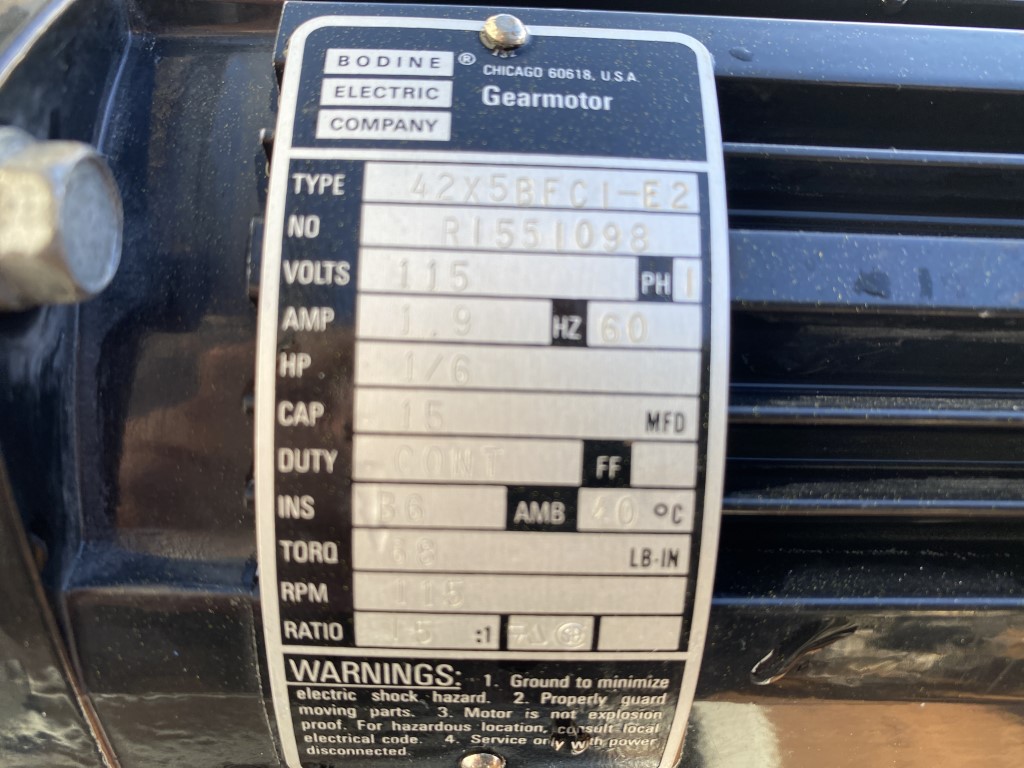 BODINE ®
ELECTRIC
COMPANY
CHICAGO 60618, U.S.A.
Gearmotor
TYPE 42X5BFCI-E2
NO R1551098
VOLTS 115 PH 1
AMP 1.9 HZ 60
HP 1/6
CAP 15 MFD
DUTY CONT FF
INS AMB 40 °C
TORQ 68 LB-IN
RPM 115
RATIO 15 :1
WARNINGS: 1. Ground to minimize
electric shock hazard. 2. Properly guard
moving parts. 3. Motor is not explosion
proof. For hazardous location, consult local
electrical code. 4. Service only with power
disconnected.